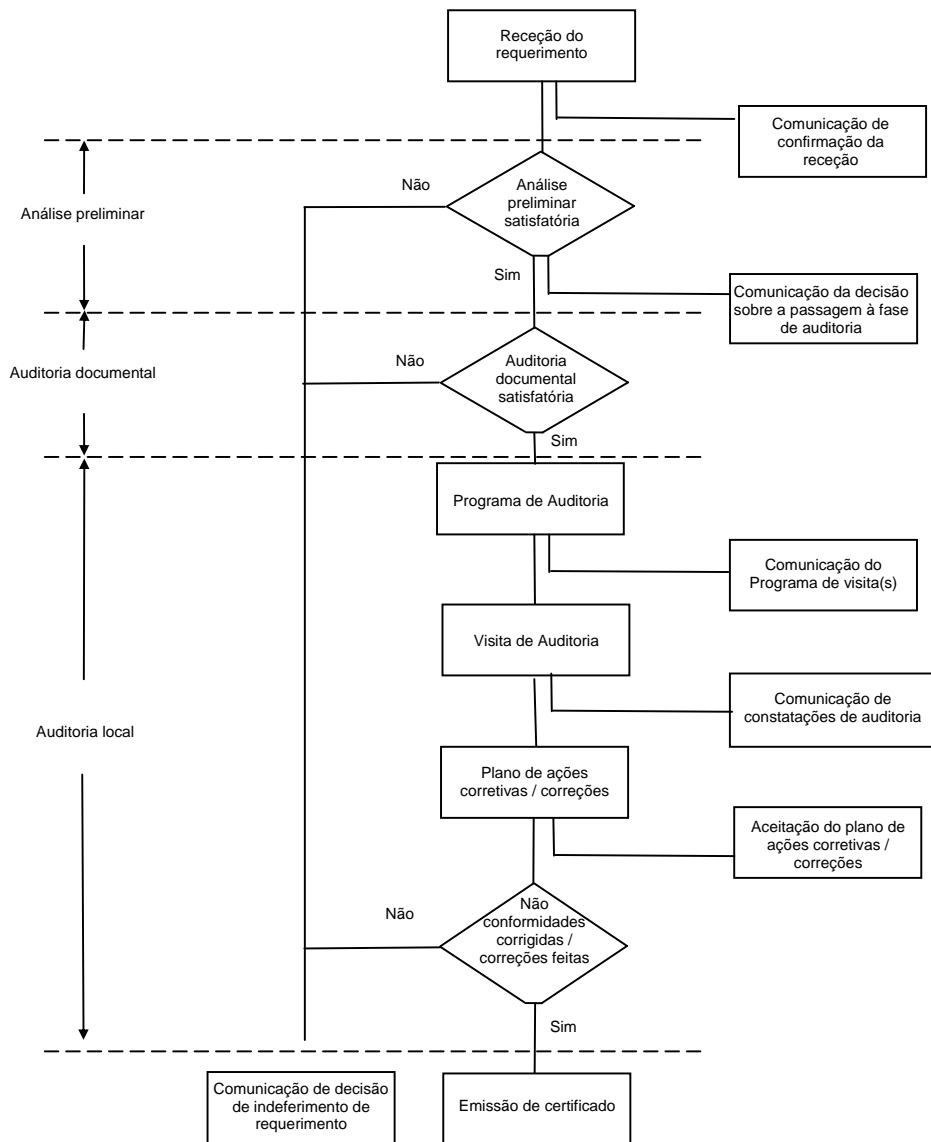 Receção do
requerimento
Comunicação de
confirmação da
receção
Não
Análise
preliminar
satisfatória
Análise preliminar
Sim
Comunicação da decisão
sobre a passagem à fase
de auditoria
Não
Auditoria
documental
satisfatória
Auditoria documental
Sim
Programa de Auditoria
Comunicação do
Programa de visita(s)
Visita de Auditoria
Comunicação de
constatações de auditoria
Auditoria local
Plano de ações
corretivas / correções
Aceitação do plano de
ações corretivas /
correções
Não
Não
conformidades
corrigidas /
correções feitas
Sim
Comunicação de decisão
de indeferimento de
requerimento
Emissão de certificado